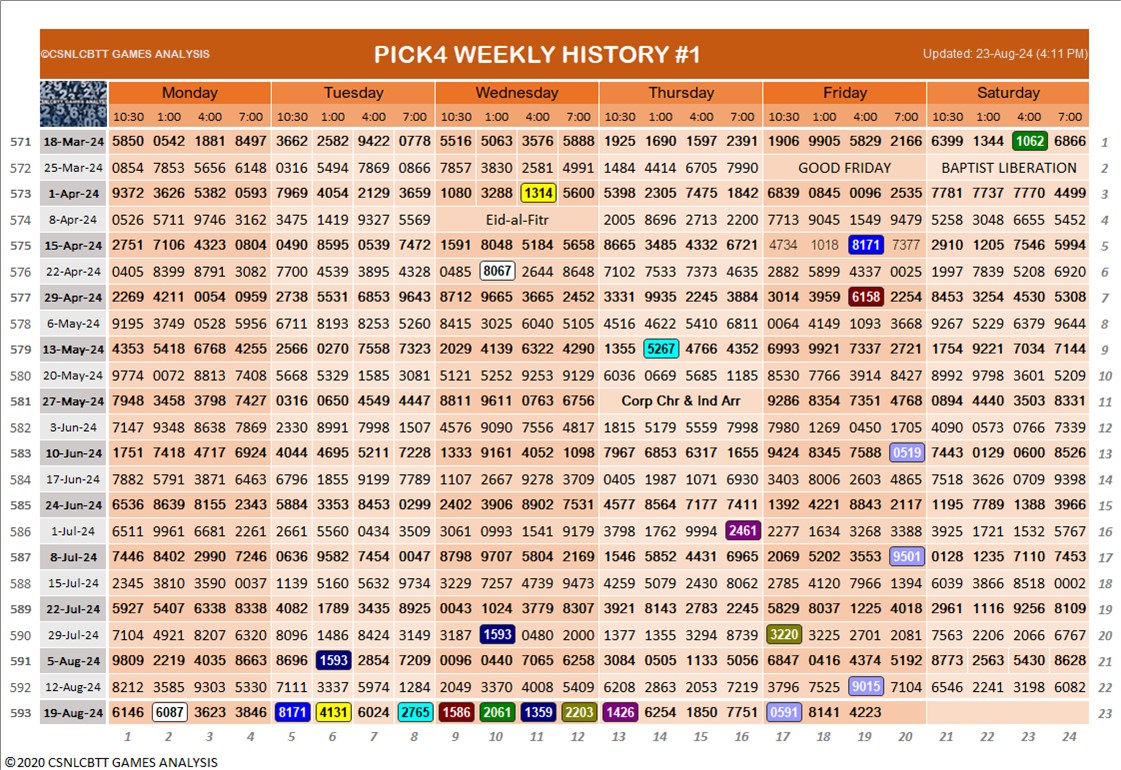 ©CSNLCBTT GAMES ANALYSIS PICK4 WEEKLY HISTORY #1 Updated: 23-Aug-24 (4:11 PM)
Monday Tuesday Wednesday Thursday Friday Saturday
10:30 1:00 4:00 7:00 10:30 1:00 4:00 7:00 10:30 1:00 4:00 7:00 10:30 1:00 4:00 7:00 10:30 1:00 4:00 7:00 10:30 1:00 4:00 7:00
571 18-Mar-24 5850 0542 1881 8497 3662 2582 9422 0778 5516 5063 3576 5888 1925 1690 1597 2391 1906 9905 5829 2166 6399 1344 1062 6866 1
572 25-Mar-24 0854 7853 5656 6148 0316 5494 7869 0866 7857 3830 2581 4991 1484 4414 6705 7990 GOOD FRIDAY BAPTIST LIBERATION 2
573 1-Apr-24 9372 3626 5382 0593 7969 4054 2129 3659 1080 3288 1314 5600 5398 2305 7475 1842 6839 0845 0096 2535 7781 7737 7770 4499 3
574 8-Apr-24 0526 5711 9746 3162 3475 1419 9327 5569 Eid-al-Fitr 2005 8696 2713 2200 7713 9045 1549 9479 5258 3048 6655 5452 4
575 15-Apr-24 2751 7106 4323 0804 0490 8595 0539 7472 1591 8048 5184 5658 8665 3485 4332 6721 4734 1018 8171 7377 2910 1205 7546 5994 5
576 22-Apr-24 0405 8399 8791 3082 7700 4539 3895 4328 0485 8067 2644 8648 7102 7533 7373 4635 2882 5899 4337 0025 1997 7839 5208 6920 6
577 29-Apr-24 2269 4211 0054 0959 2738 5531 6853 9643 8712 9665 3665 2452 3331 9935 2245 3884 3014 3959 6158 2254 8453 3254 4530 5308 7
578 6-May-24 9195 3749 0528 5956 6711 8193 8253 5260 8415 3025 6040 5105 4516 4622 5410 6811 0064 4149 1093 3668 9267 5229 6379 9644 8
579 13-May-24 4353 5418 6768 4255 2566 0270 7558 7323 2029 4139 6322 4290 1355 5267 4766 4352 6993 9921 7337 2721 1754 9221 7034 7144 9
580 20-May-24 9774 0072 8813 7408 5668 5329 1585 3081 5121 5252 9253 9129 6036 0669 5685 1185 8530 7766 3914 8427 8992 9798 3601 5209 10
581 27-May-24 7948 3458 3798 7427 0316 0650 4549 4447 8811 9611 0763 6756 Corp Chr & Ind Arr 9286 8354 7351 4768 0894 4440 3503 8331 11
582 3-Jun-24 7147 9348 8638 7869 2330 8991 7998 1507 4576 9090 7556 4817 1815 5179 5559 7998 7980 1269 0450 1705 4090 0573 0766 7339 12
583 10-Jun-24 1751 7418 4717 6924 4044 4695 5211 7228 1333 9161 4052 1098 7967 6853 6317 1655 9424 8345 7588 0519 7443 0129 0600 8526 13
584 17-Jun-24 7882 5791 3871 6463 6796 1855 9199 7789 1107 2667 9278 3709 0405 1987 1071 6930 3403 8006 2603 4865 7518 3626 0709 9398 14
585 24-Jun-24 6536 8639 8155 2343 5884 3353 8453 0299 2402 3906 8902 7531 4577 8564 7177 7411 1392 4221 8843 2117 1195 7789 1388 3966 15
586 1-Jul-24 6511 9961 6681 2261 2661 5560 0434 3509 3061 0993 1541 9179 3798 1762 9994 2461 2277 1634 3268 3388 3925 1721 1532 5767 16
587 8-Jul-24 7446 8402 2990 7246 0636 9582 7454 0047 8798 9707 5804 2169 1546 5852 4431 6965 2069 5202 3553 9501 0128 1235 7110 7453 17
588 15-Jul-24 2345 3810 3590 0037 1139 5160 5632 9734 3229 7257 4739 9473 4259 5079 2430 8062 2785 4120 7966 1394 6039 3866 8518 0002 18
589 22-Jul-24 5927 5407 6338 8338 4082 1789 3435 8925 0043 1024 3779 8307 3921 8143 2783 2245 5829 8037 1225 4018 2961 1116 9256 8109 19
590 29-Jul-24 7104 4921 8207 6320 8096 1486 8424 3149 3187 1593 0480 2000 1377 1355 3294 8739 3220 3225 2701 2081 7563 2206 2066 6767 20
591 5-Aug-24 9809 2219 4035 8663 8696 1593 2854 7209 0096 0440 7065 6258 3084 0505 1133 5056 6847 0416 4374 5192 8773 2563 5430 8628 21
592 12-Aug-24 8212 3585 9303 5330 7111 3337 5974 1284 2049 3370 4008 5409 6208 2863 2053 7219 3796 7525 9015 7104 6546 2241 3198 6082 22
593 19-Aug-24 6146 6087 3623 3846 8171 4131 6024 2765 1586 2061 1359 2203 1426 6254 1850 7751 0591 8141 4223 23
1 2 3 4 5 6 7 8 9 10 11 12 13 14 15 16 17 18 19 20 21 22 23 24
©2020 CSNLCBTT GAMES ANALYSIS